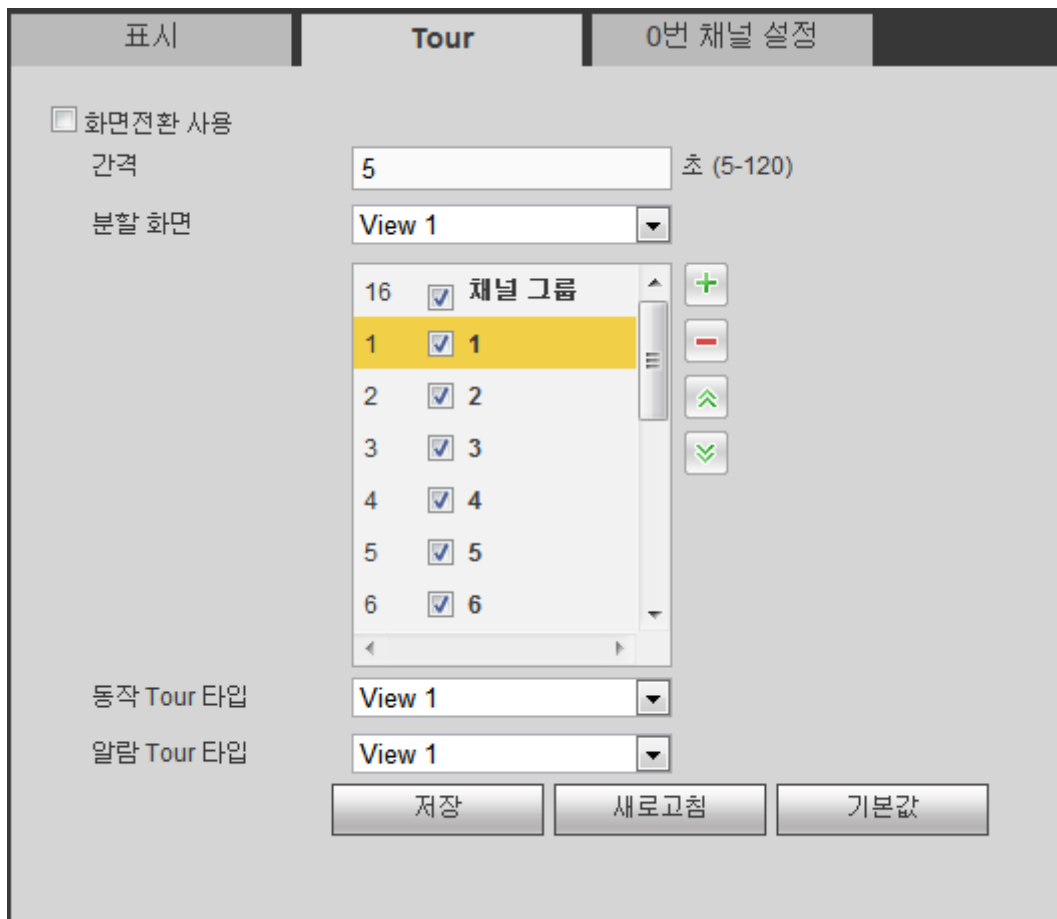 표시 Tour 0번 채널 설정
화면전환 사용
간격 5 초 (5-120)
분할 화면 View 1
16 채널 그룹
1 1
2 2
3 3
4 4
5 5
6 6
동작 Tour 타입 View 1
알람 Tour 타입 View 1
저장 새로고침 기본값